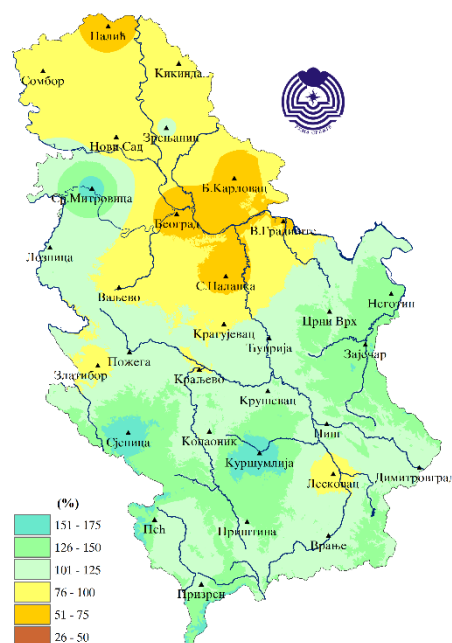 Палић
Сомбор
Кикинда
Зрењанин
Нови Сад
Ср.Митровица
Б.Карловац
Београд
В.Градиште
Лозница
С.Паланка
Ваљево
Неготин
Црни Врх
Крагујевац
Ћуприја
Зајечар
Пожега
Златибор
Краљево
Крушевац
Сјеница
Копаоник
Ниш
Куршумлија
Димитровград
Лесковац
Пећ
Приштина
Врање
Призрен
(%)
151 - 175
126 - 150
101 - 125
76 - 100
51 - 75
26 - 50